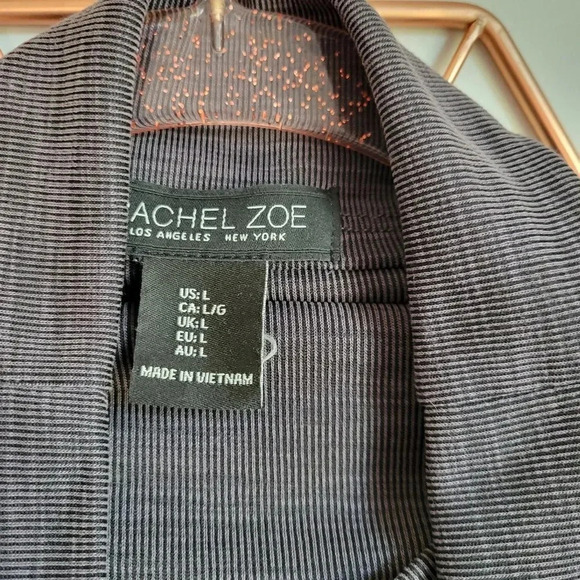 ACHEL ZOE
LOS ANGELES NEW YORK
US: L
CA: L/G
UK: L
EU: L
AU: L
MADE IN VIETNAM